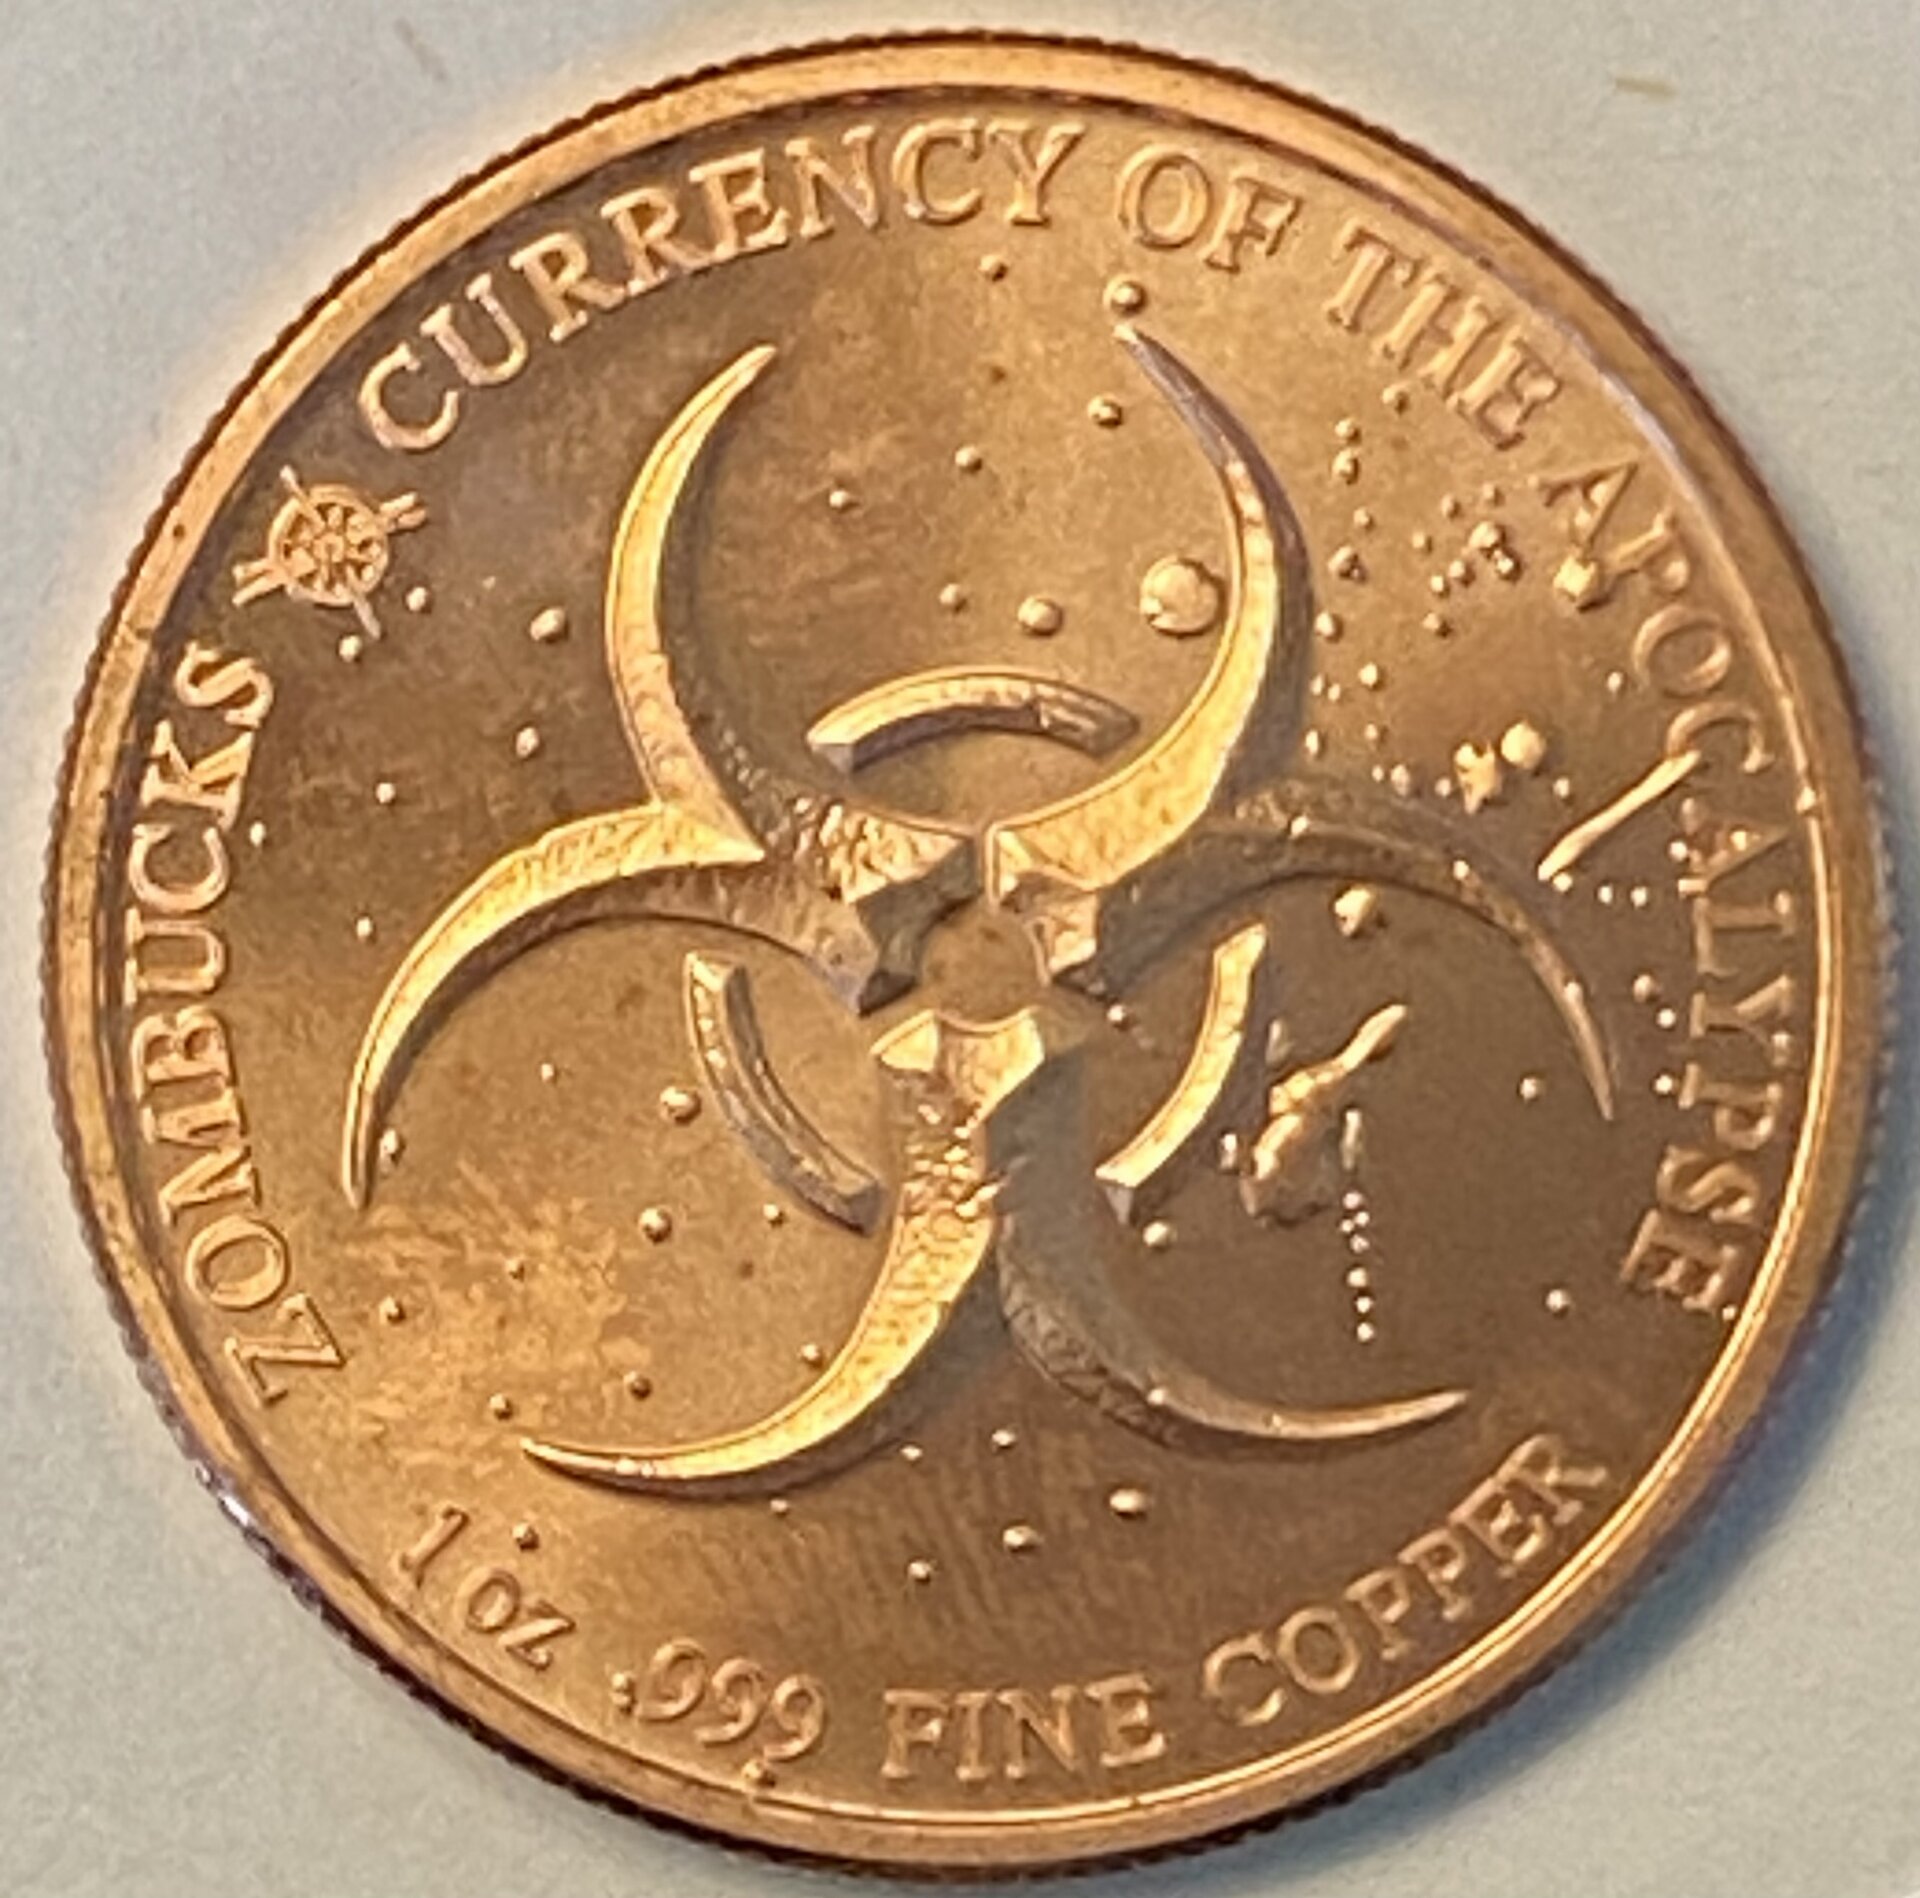 ZOMBUCKS
CURRENCY OF THE APOCALYPSE
1 oz .999 FINE COPPER